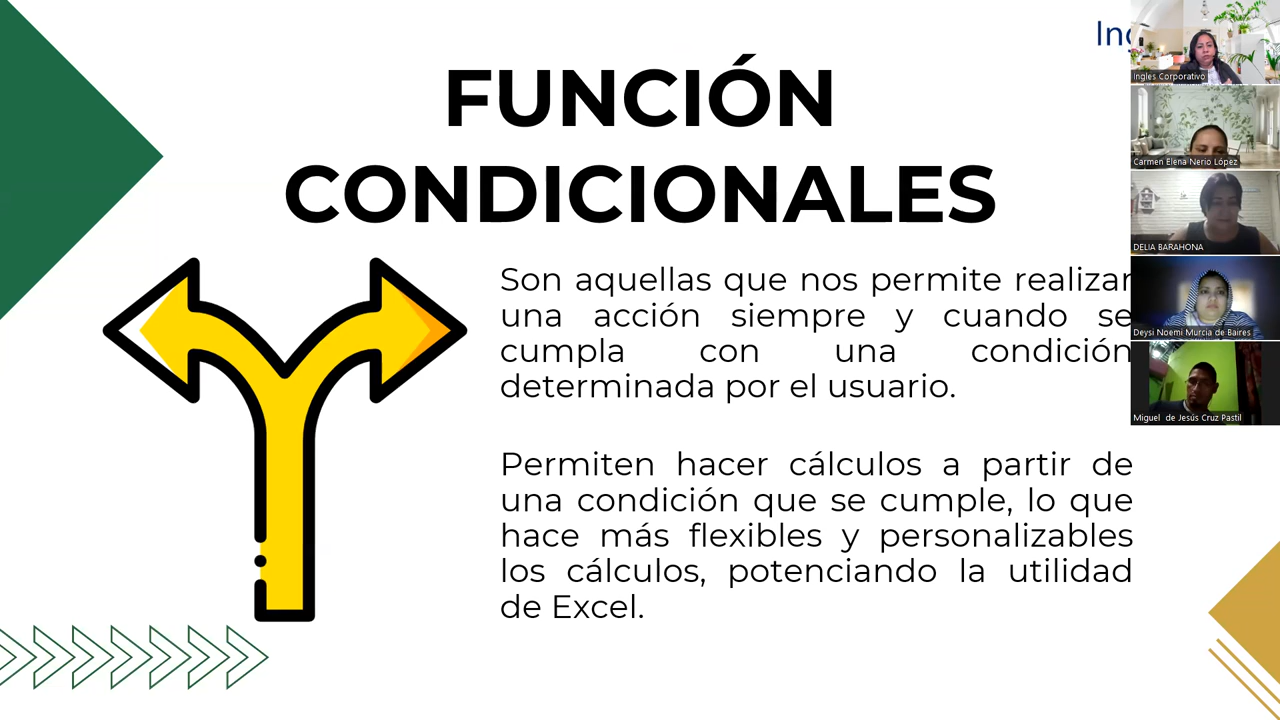 FUNCIÓN
CONDICIONALES
Son aquellas que nos permite realizar
una acción siempre y cuando se
cumpla con una condición
determinada por el usuario.
Permiten hacer cálculos a partir de
una condición que se cumple, lo que
hace más flexibles y personalizables
los cálculos, potenciando la utilidad
de Excel.
Ingles Corporativo
Carmen Elena Nerio López
DELIA BARAHONA
Deysi Noemi Murcia de Baires
Miguel de Jesús Cruz Pastil